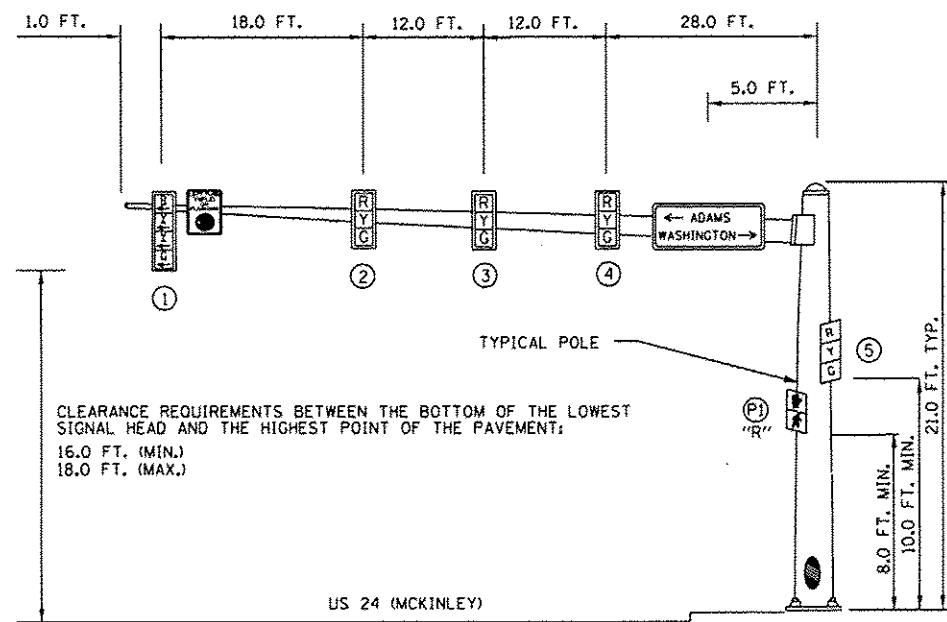 1.0 FT.
18.0 FT.
12.0 FT.
12.0 FT.
28.0 FT.
5.0 FT.
R
Y
G
R
Y
G
R
Y
G
← ADAMS
WASHINGTON →
1
2
3
4
R
Y
G
5
TYPICAL POLE
P1
"R"
21.0 FT. TYP.
10.0 FT. MIN.
8.0 FT. MIN.
CLEARANCE REQUIREMENTS BETWEEN THE BOTTOM OF THE LOWEST
SIGNAL HEAD AND THE HIGHEST POINT OF THE PAVEMENT:
16.0 FT. (MIN.)
18.0 FT. (MAX.)
US 24 (MCKINLEY)